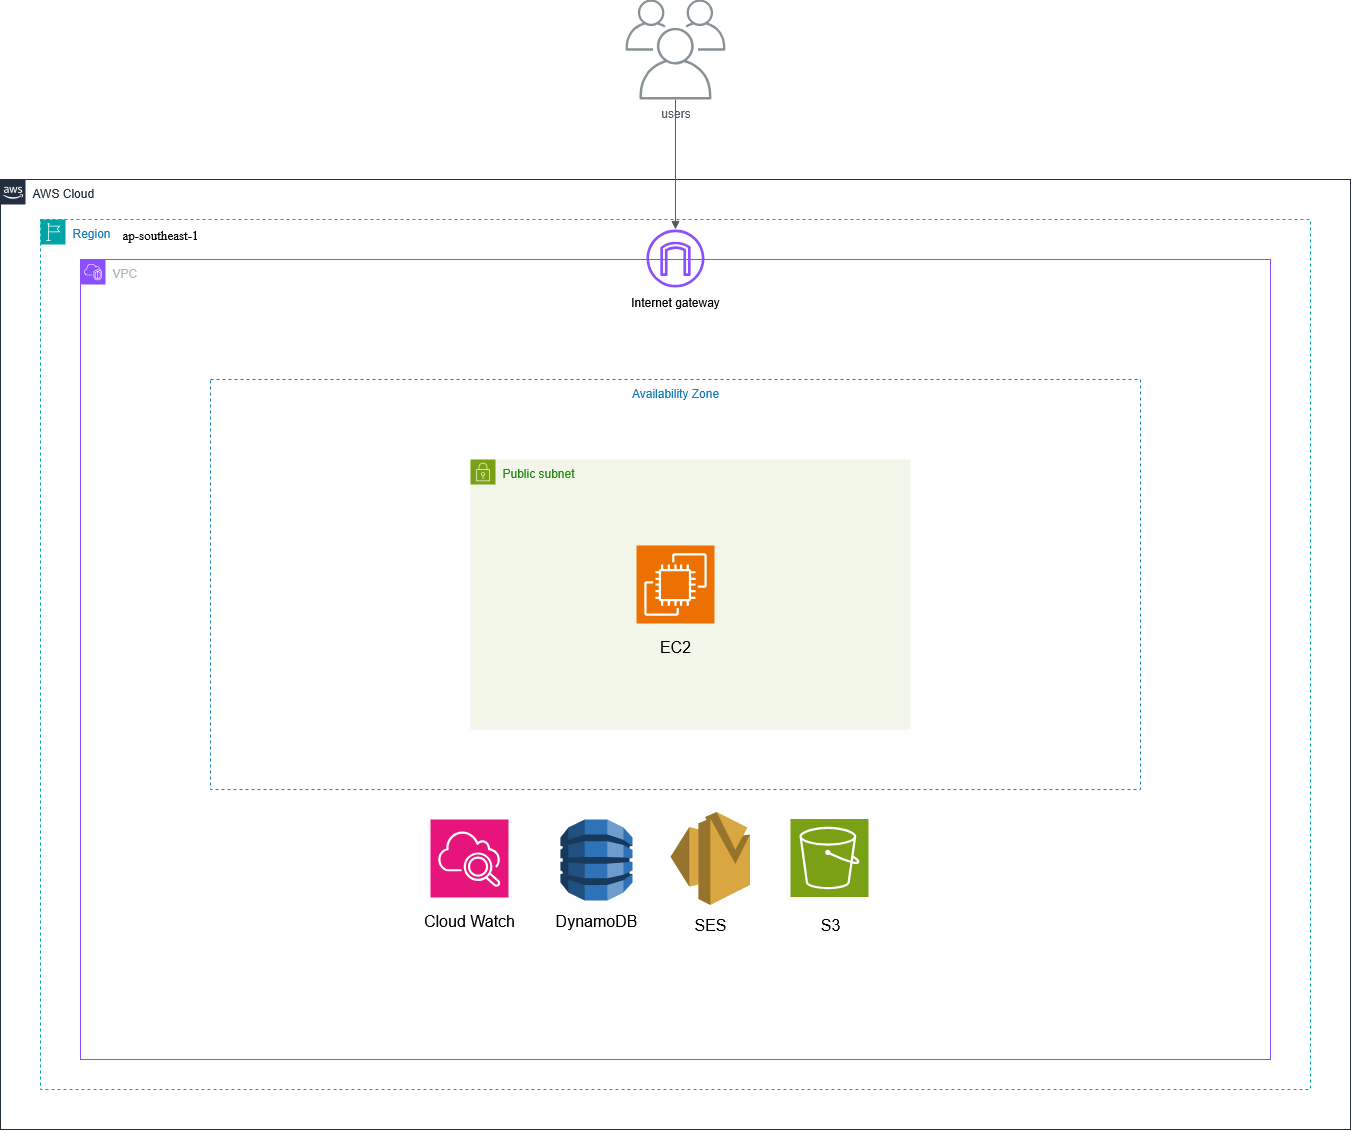 users
aws
AWS Cloud
Region ap-southeast-1
VPC
Internet gateway
Availability Zone
Public subnet
EC2
Cloud Watch
DynamoDB
SES
S3